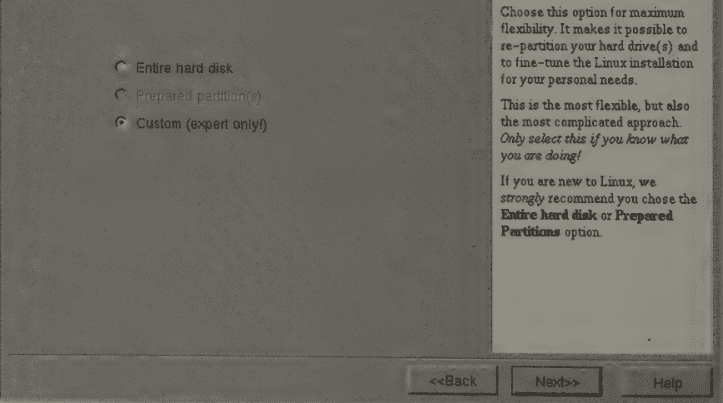 Entire hard disk
Prepared partition(s)
Custom (expert only!)
Choose this option for maximum
flexibility. It makes it possible to
re-partition your hard drive(s) and
to fine-tune the Linux installation
for your personal needs.
This is the most flexible, but also
the most complicated approach.
Only select this if you know what
you are doing!
If you are new to Linux, we
strongly recommend you chose the
Entire hard disk or Prepared
Partitions option.
<<Back
Next>>
Help